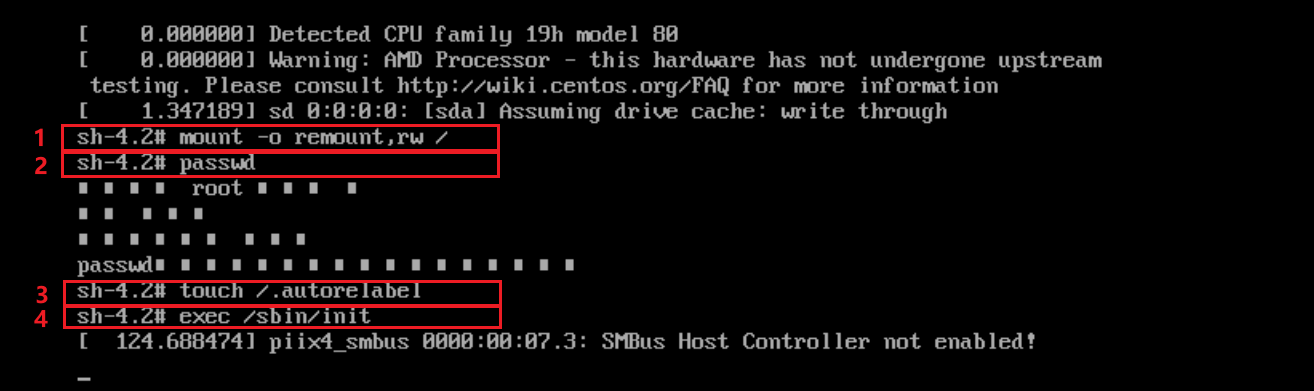 [    0.000000] Detected CPU family 19h model 80
[    0.000000] Warning: AMD Processor - this hardware has not undergone upstream
 testing. Please consult http://wiki.centos.org/FAQ for more information
[    1.347189] sd 0:0:0:0: [sda] Assuming drive cache: write through
1 sh-4.2# mount -o remount,rw /
2 sh-4.2# passwd
∎ ∎ ∎ ∎  root ∎ ∎ ∎  ∎
∎ ∎  ∎ ∎ ∎
∎ ∎ ∎ ∎ ∎ ∎  ∎ ∎ ∎
passwd∎ ∎ ∎ ∎ ∎ ∎ ∎ ∎ ∎ ∎ ∎ ∎ ∎ ∎ ∎ ∎ ∎
3 sh-4.2# touch /.autorelabel
4 sh-4.2# exec /sbin/init
[  124.688474] piix4_smbus 0000:00:07.3: SMBus Host Controller not enabled!
_